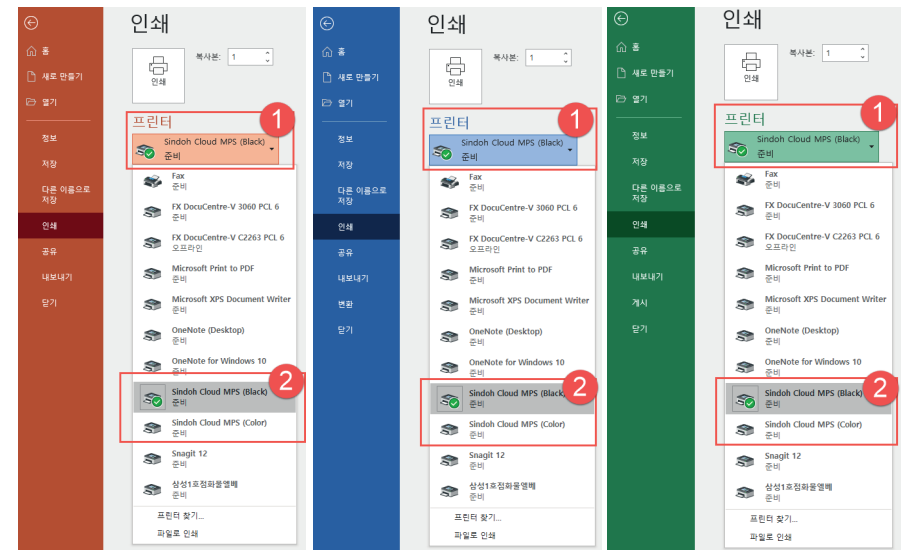 인쇄
홈
새로 만들기
열기
정보
저장
다른 이름으로
저장
인쇄
공유
내보내기
닫기
복사본: 1
인쇄
프린터
1
Sindoh Cloud MPS (Black)
준비
Fax
준비
FX DocuCentre-V 3060 PCL 6
준비
FX DocuCentre-V C2263 PCL 6
오프라인
Microsoft Print to PDF
준비
Microsoft XPS Document Writer
준비
OneNote (Desktop)
준비
OneNote for Windows 10
준비
2
Sindoh Cloud MPS (Black)
준비
Sindoh Cloud MPS (Color)
준비
Snagit 12
준비
삼성1호점화울엘베
준비
프린터 찾기...
파일로 인쇄
인쇄
홈
새로 만들기
열기
정보
저장
다른 이름으로
저장
인쇄
공유
내보내기
변환
닫기
복사본: 1
인쇄
프린터
1
Sindoh Cloud MPS (Black)
준비
Fax
준비
FX DocuCentre-V 3060 PCL 6
준비
FX DocuCentre-V C2263 PCL 6
오프라인
Microsoft Print to PDF
준비
Microsoft XPS Document Writer
준비
OneNote (Desktop)
준비
OneNote for Windows 10
준비
2
Sindoh Cloud MPS (Black)
준비
Sindoh Cloud MPS (Color)
준비
Snagit 12
준비
삼성1호점화울엘베
준비
프린터 찾기...
파일로 인쇄
인쇄
홈
새로 만들기
열기
정보
저장
다른 이름으로
저장
인쇄
공유
내보내기
게시
닫기
복사본: 1
인쇄
프린터
1
Sindoh Cloud MPS (Black)
준비
Fax
준비
FX DocuCentre-V 3060 PCL 6
준비
FX DocuCentre-V C2263 PCL 6
오프라인
Microsoft Print to PDF
준비
Microsoft XPS Document Writer
준비
OneNote (Desktop)
준비
OneNote for Windows 10
준비
2
Sindoh Cloud MPS (Black)
준비
Sindoh Cloud MPS (Color)
준비
Snagit 12
준비
삼성1호점화울엘베
준비
프린터 찾기...
파일로 인쇄